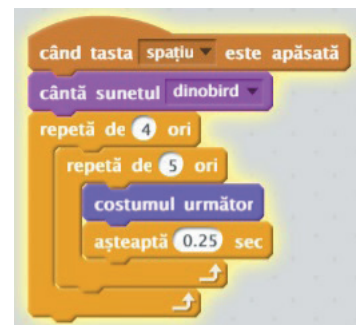 când tasta spațiu este apăsată
cântă sunetul dinobird
repetă de 4 ori
repetă de 5 ori
costumul următor
așteaptă 0.25 sec